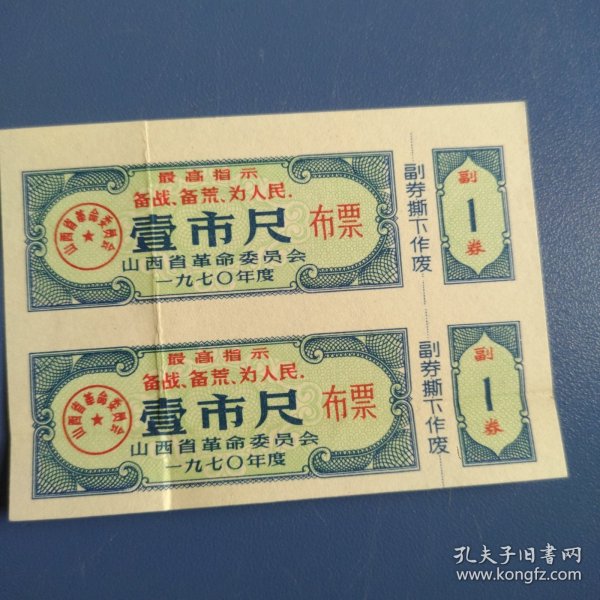 最高指示
备战、备荒、为人民.
壹市尺
布票
山西省革命委员会
山西省革命委员会
一九七〇年度
副券撕下作废
副
1
券
最高指示
备战、备荒、为人民.
壹市尺
布票
山西省革命委员会
山西省革命委员会
一九七〇年度
副券撕下作废
副
1
券
孔夫子旧书网
www.kongfz.com